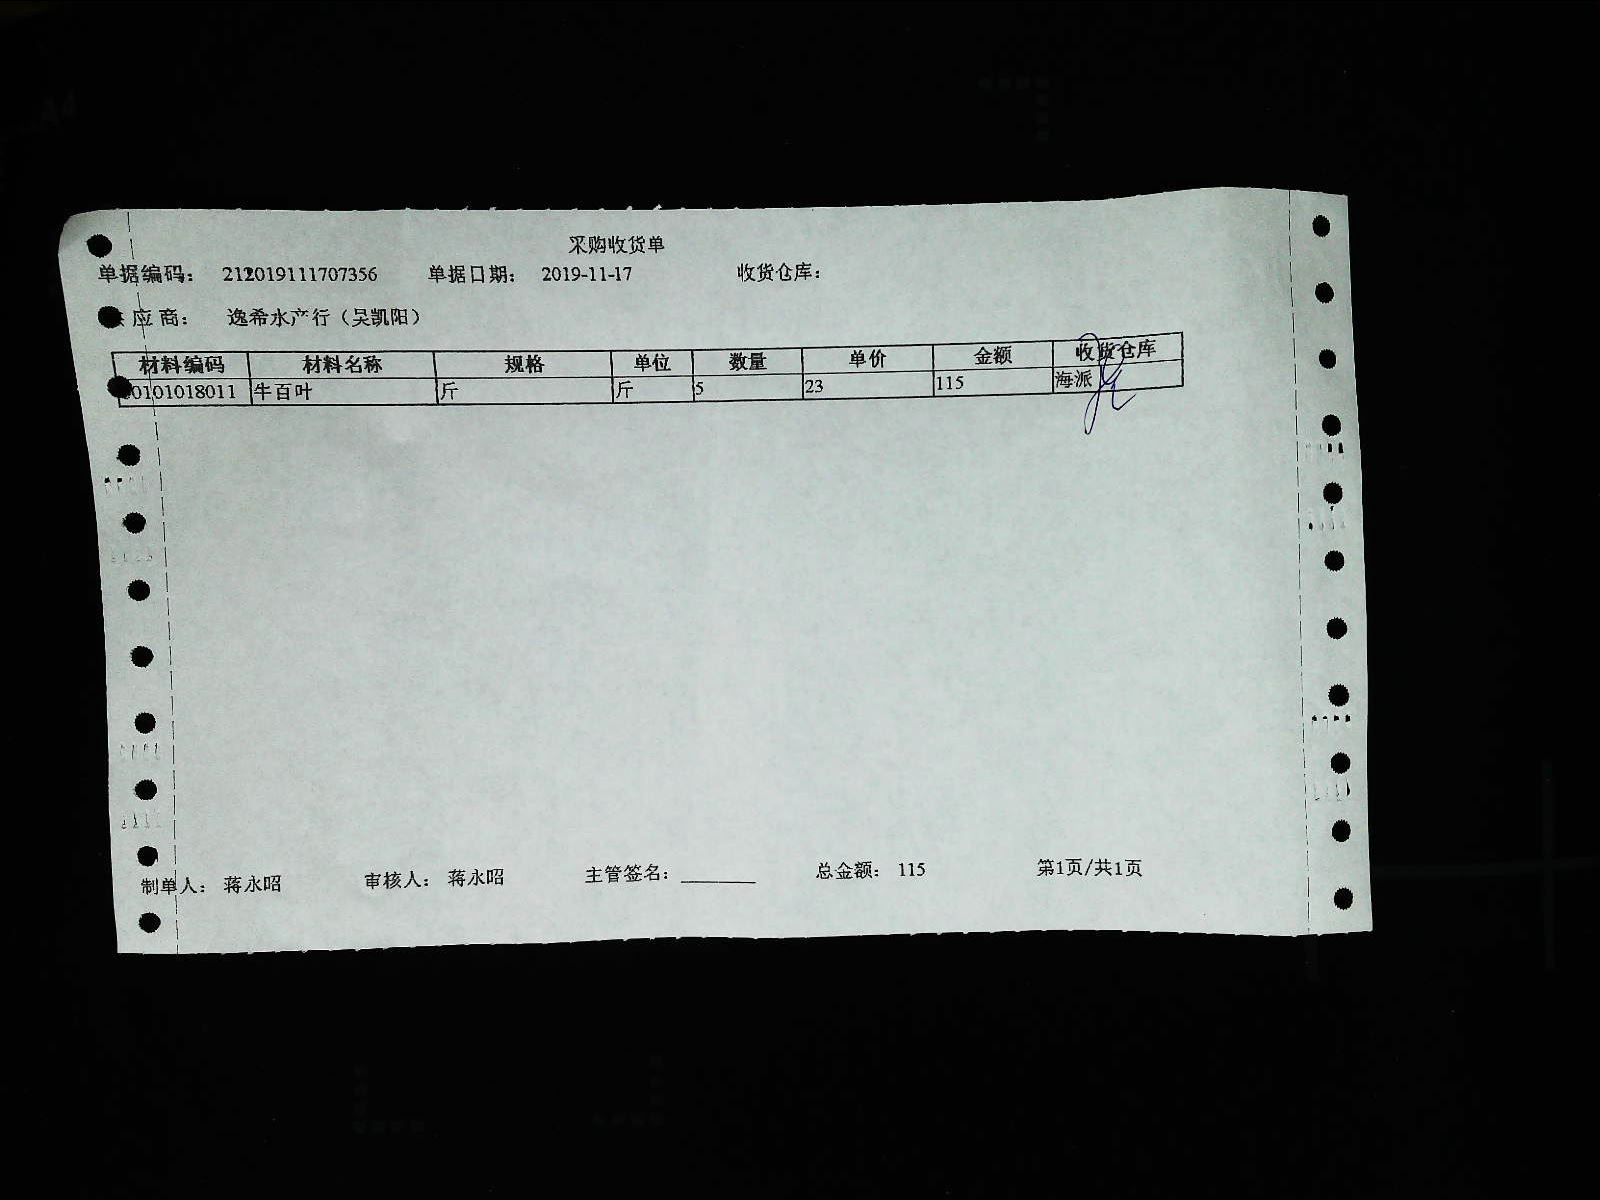 采购收货单
单据编码： 212019111707356 单据日期： 2019-11-17 收货仓库：
应商： 逸希水产行（吴凯阳）
材料编码 材料名称 规格 单位 数量 单价 金额 收货仓库
0101018011 牛百叶 斤 斤 5 23 115 海派
制单人： 蒋永昭 审核人： 蒋永昭 主管签名：________ 总金额： 115 第1页/共1页